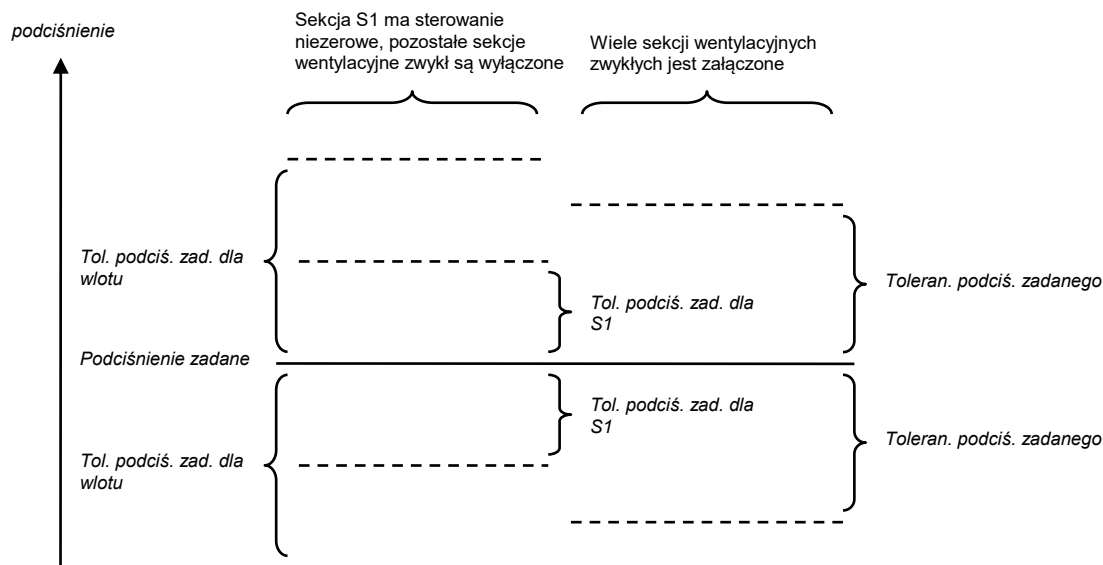 podciśnienie
Sekcja S1 ma sterowanie
niezerowe, pozostałe sekcje
wentylacyjne zwykł są wyłączone
Wiele sekcji wentylacyjnych
zwykłych jest załączone
Tol. podciś. zad. dla
wlotu
Tol. podciś. zad. dla
S1
Toleran. podciś. zadanego
Podciśnienie zadane
Tol. podciś. zad. dla
S1
Tol. podciś. zad. dla
wlotu
Toleran. podciś. zadanego